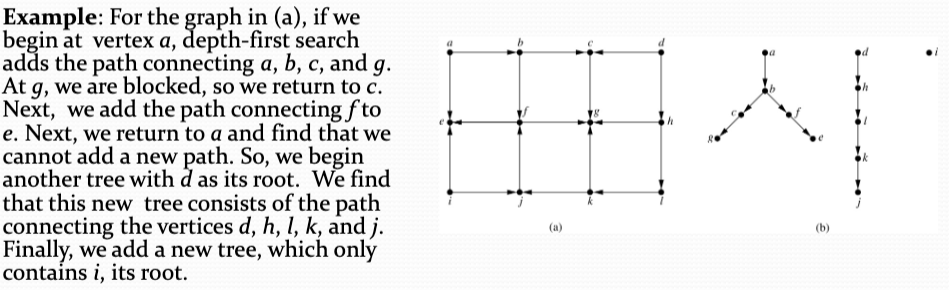 Example: For the graph in (a), if we
begin at vertex a, depth-first search
adds the path connecting a, b, c, and g.
At g, we are blocked, so we return to c.
Next, we add the path connecting f to
e. Next, we return to a and find that we
cannot add a new path. So, we begin
another tree with d as its root. We find
that this new tree consists of the path
connecting the vertices d, h, l, k, and j.
Finally, we add a new tree, which only
contains i, its root.
a b c d
e f g h
i j k l
(a)
a
b
c f
g e
d
h
l
k
j
i
(b)